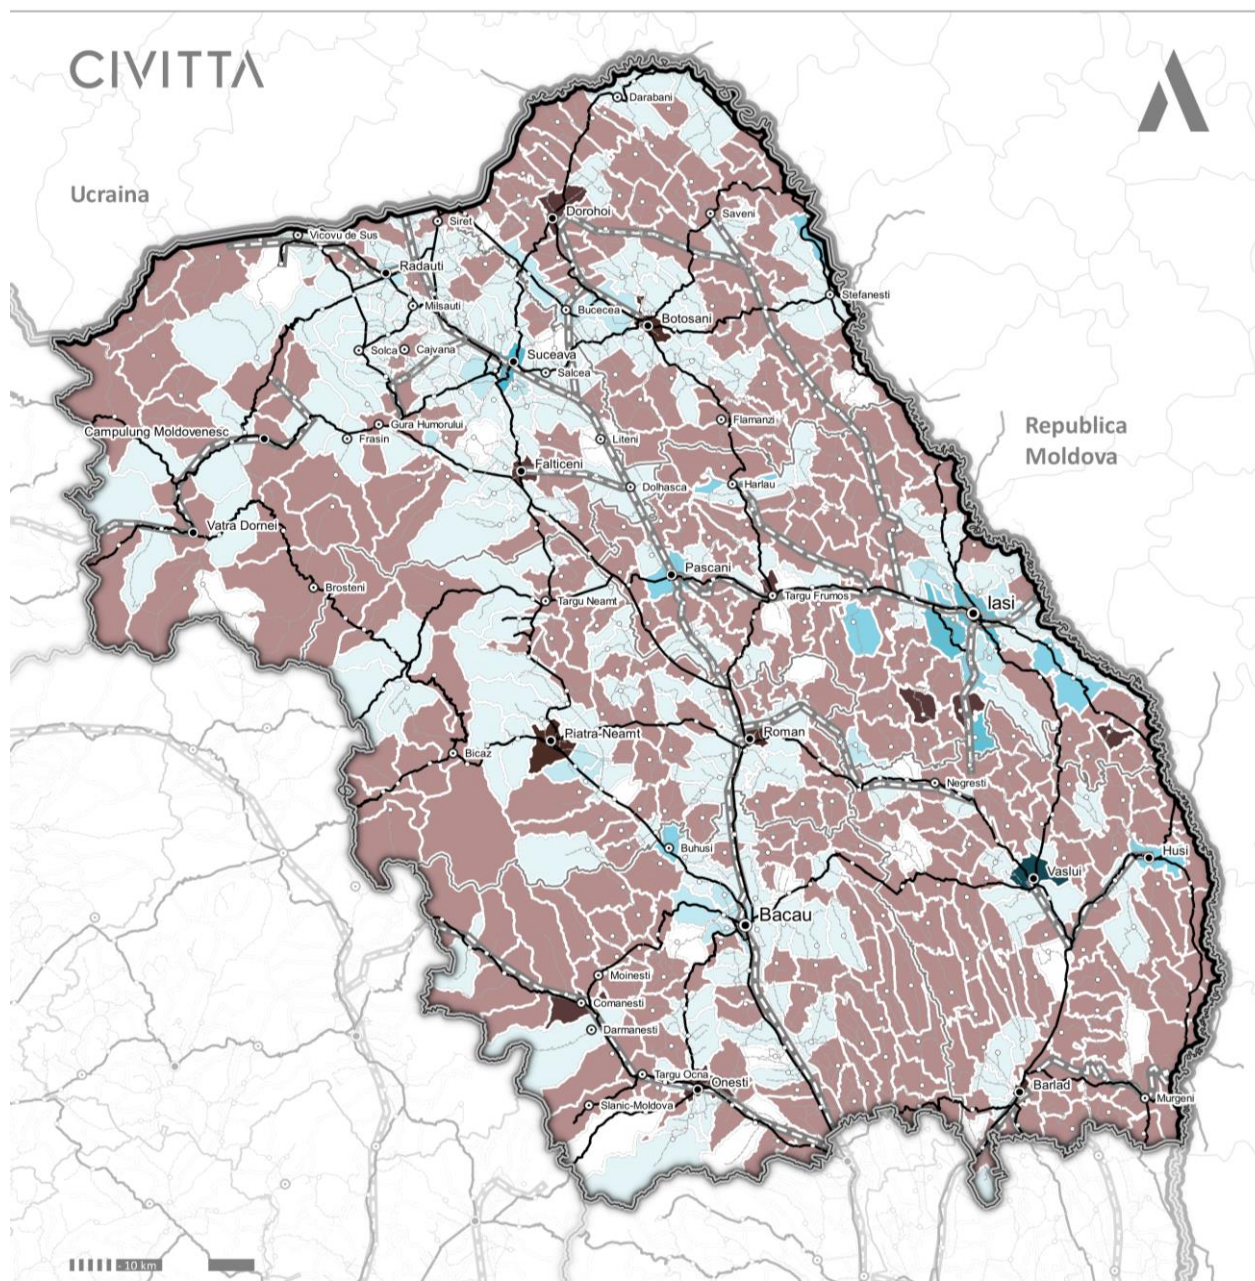 CIVITTA
Darabani
Ucraina
Dorohoi
Saveni
Siret
Vicovu de Sus
Radauti
Stefanesti
Milsauti
Bucecea
Botosani
Solca
Cajvana
Suceava
Salcea
Flamanzi
Gura Humorului
Campulung Moldovenesc
Frasin
Liteni
Republica
Moldova
Falticeni
Dolhasca
Harlau
Vatra Dornei
Pascani
Brosteni
Targu Neamt
Targu Frumos
Iasi
Piatra-Neamt
Roman
Bicaz
Negresti
Buhusi
Husi
Vaslui
Bacau
Moinesti
Comanesti
Darmanesti
Targu Ocna
Onesti
Barlad
Slanic-Moldova
Murgeni
- 10 km